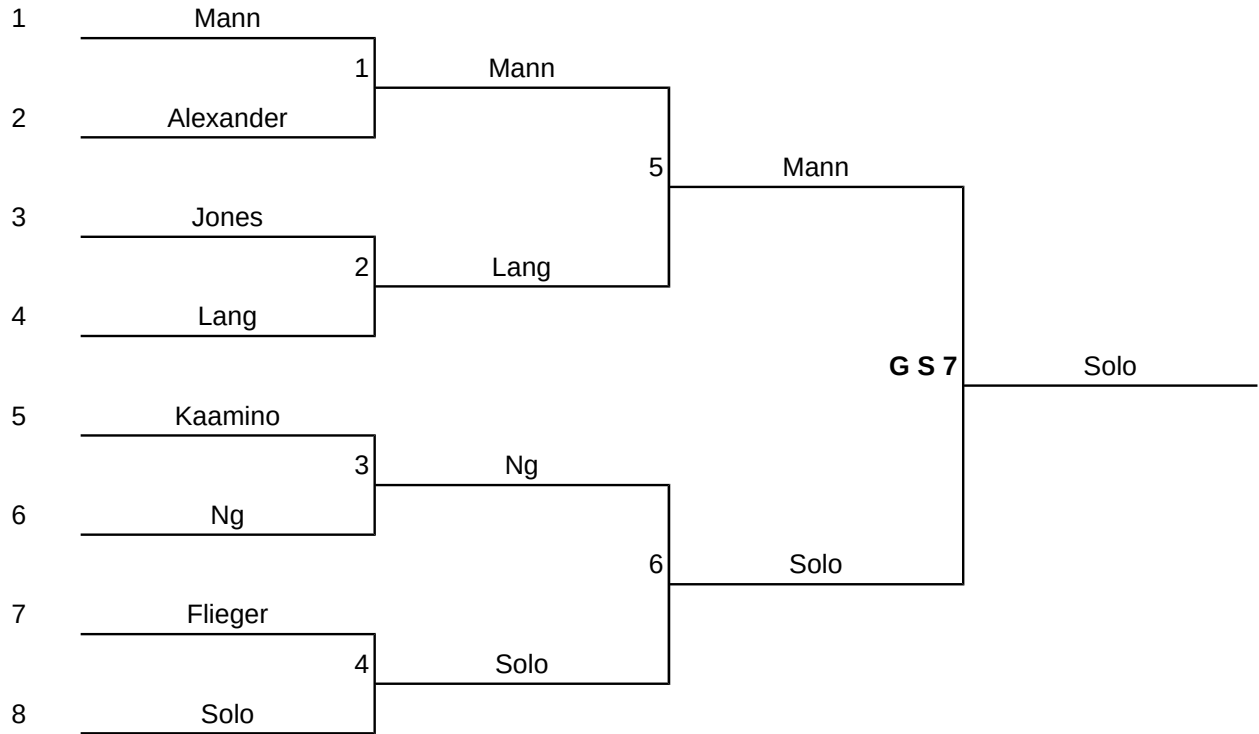 1 Mann
1 Mann
2 Alexander
5 Mann
3 Jones
2 Lang
4 Lang
G S 7 Solo
5 Kaamino
3 Ng
6 Ng
6 Solo
7 Flieger
4 Solo
8 Solo